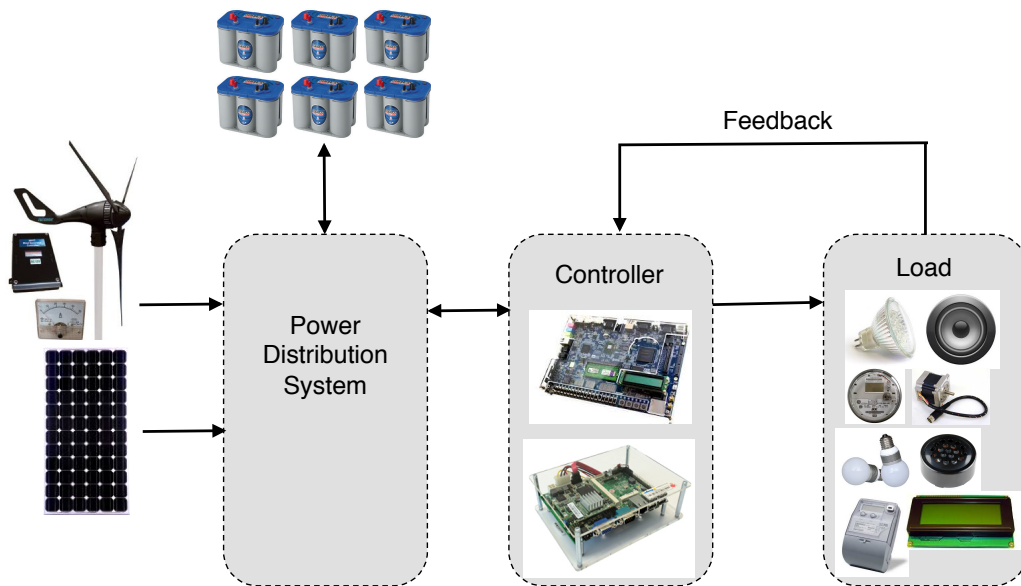 Feedback
Controller
Load
Power
Distribution
System